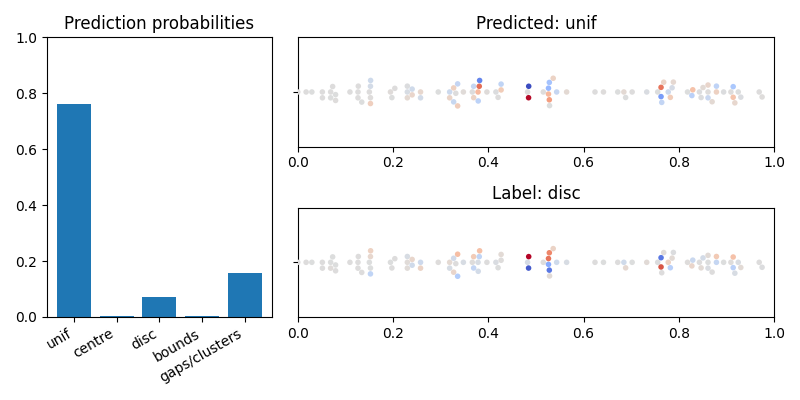 Prediction probabilities
1.0
0.8
0.6
0.4
0.2
0.0
unif
centre
disc
bounds
gaps/clusters
Predicted: unif
0.0 0.2 0.4 0.6 0.8 1.0
Label: disc
0.0 0.2 0.4 0.6 0.8 1.0